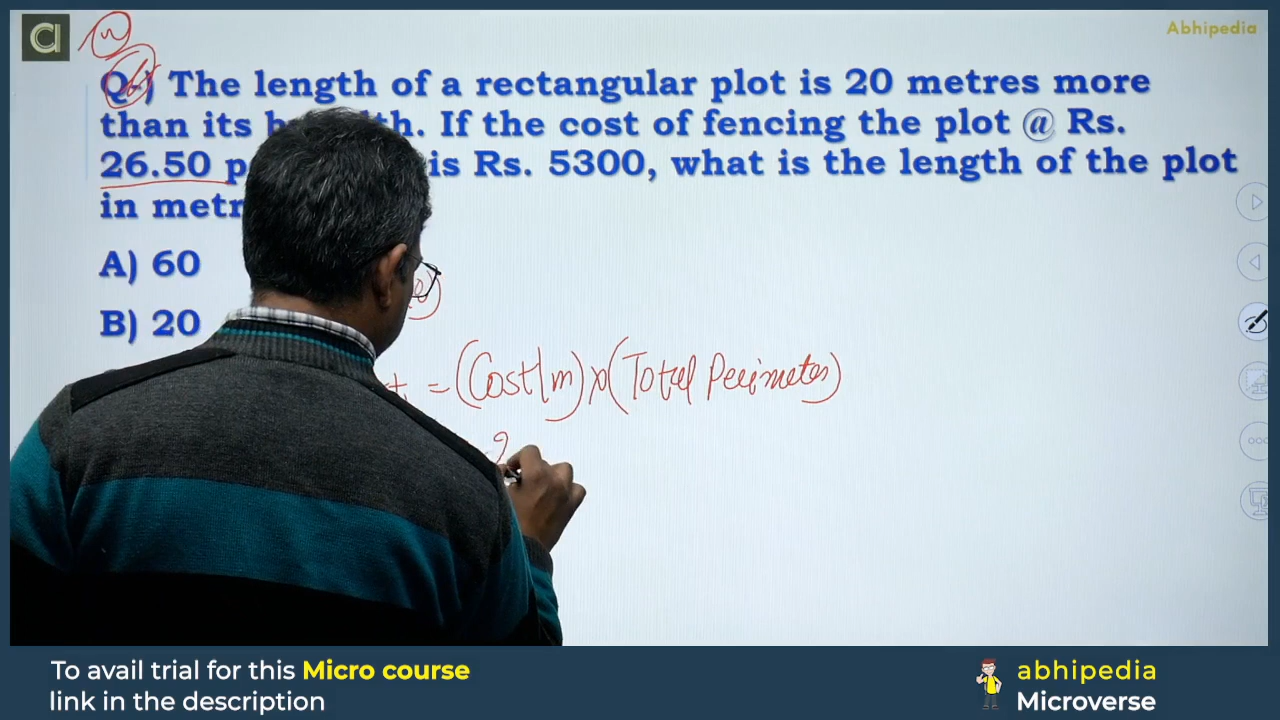 Abhipedia
Q.) The length of a rectangular plot is 20 metres more
than its. If the cost of fencing the plot @ Rs.
26.50 is Rs. 5300, what is the length of the plot
in
A) 60
B) 20
= (Cost/m) x (Total Perimeter)
2
To avail trial for this Micro course
link in the description
abhipedia
Microverse